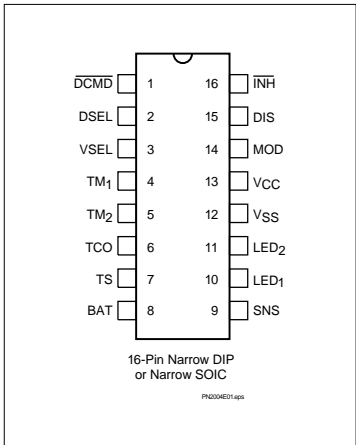 DCMD 1 16 INH
DSEL 2 15 DIS
VSEL 3 14 MOD
TM1 4 13 VCC
TM2 5 12 VSS
TCO 6 11 LED2
TS 7 10 LED1
BAT 8 9 SNS
16-Pin Narrow DIP
or Narrow SOIC
PN2004E01.eps